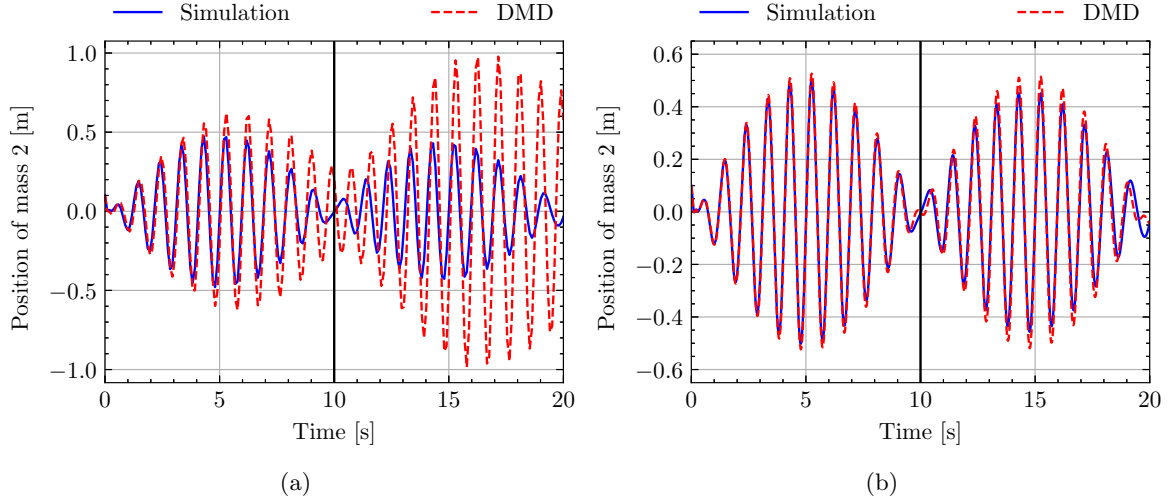 Simulation DMD
Position of mass 2 [m]
1.0
0.5
0.0
−0.5
−1.0
0 5 10 15 20
Time [s]
(a)
Simulation DMD
Position of mass 2 [m]
0.6
0.4
0.2
0.0
−0.2
−0.4
−0.6
0 5 10 15 20
Time [s]
(b)